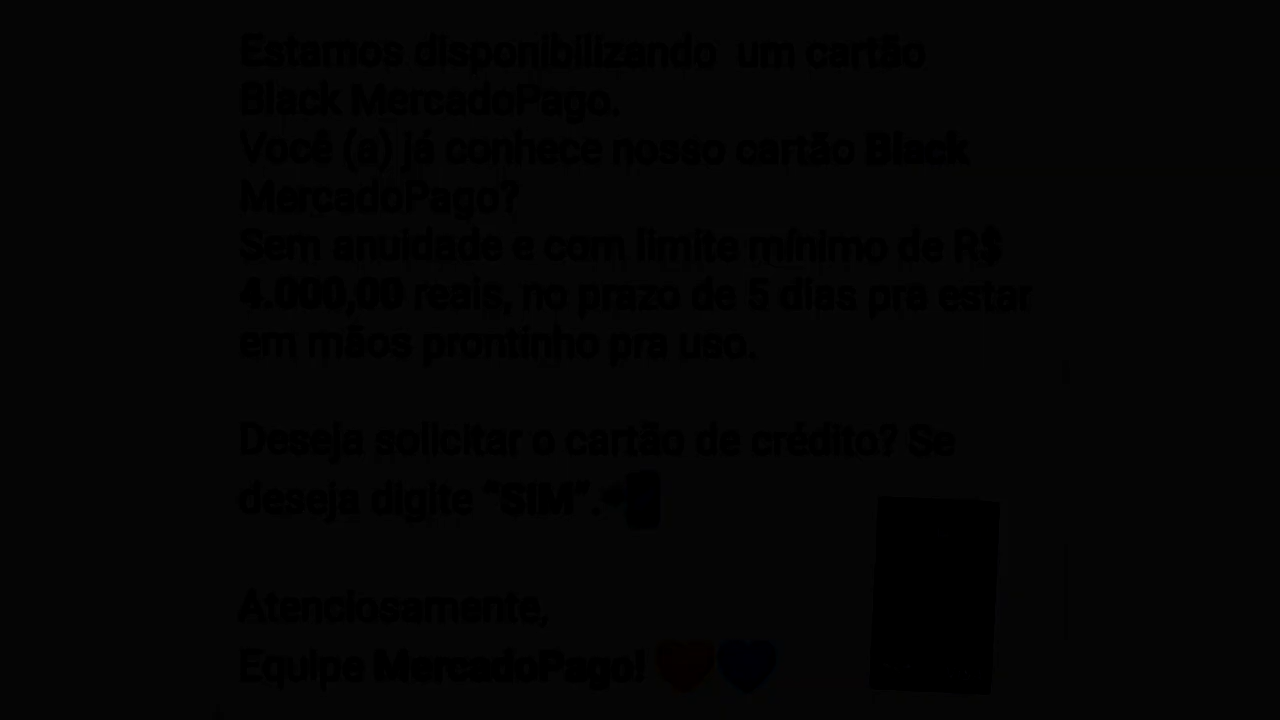 Estamos disponibilizando um cartão
Black MercadoPago.
Você (a) já conhece nosso cartão Black
MercadoPago?
Sem anuidade e com limite mínimo de R$
4.000,00 reais, no prazo de 5 dias pra estar
em mãos prontinho pra uso.
Deseja solicitar o cartão de crédito? Se
deseja digite “SIM”.
Atenciosamente,
Equipe MercadoPago!